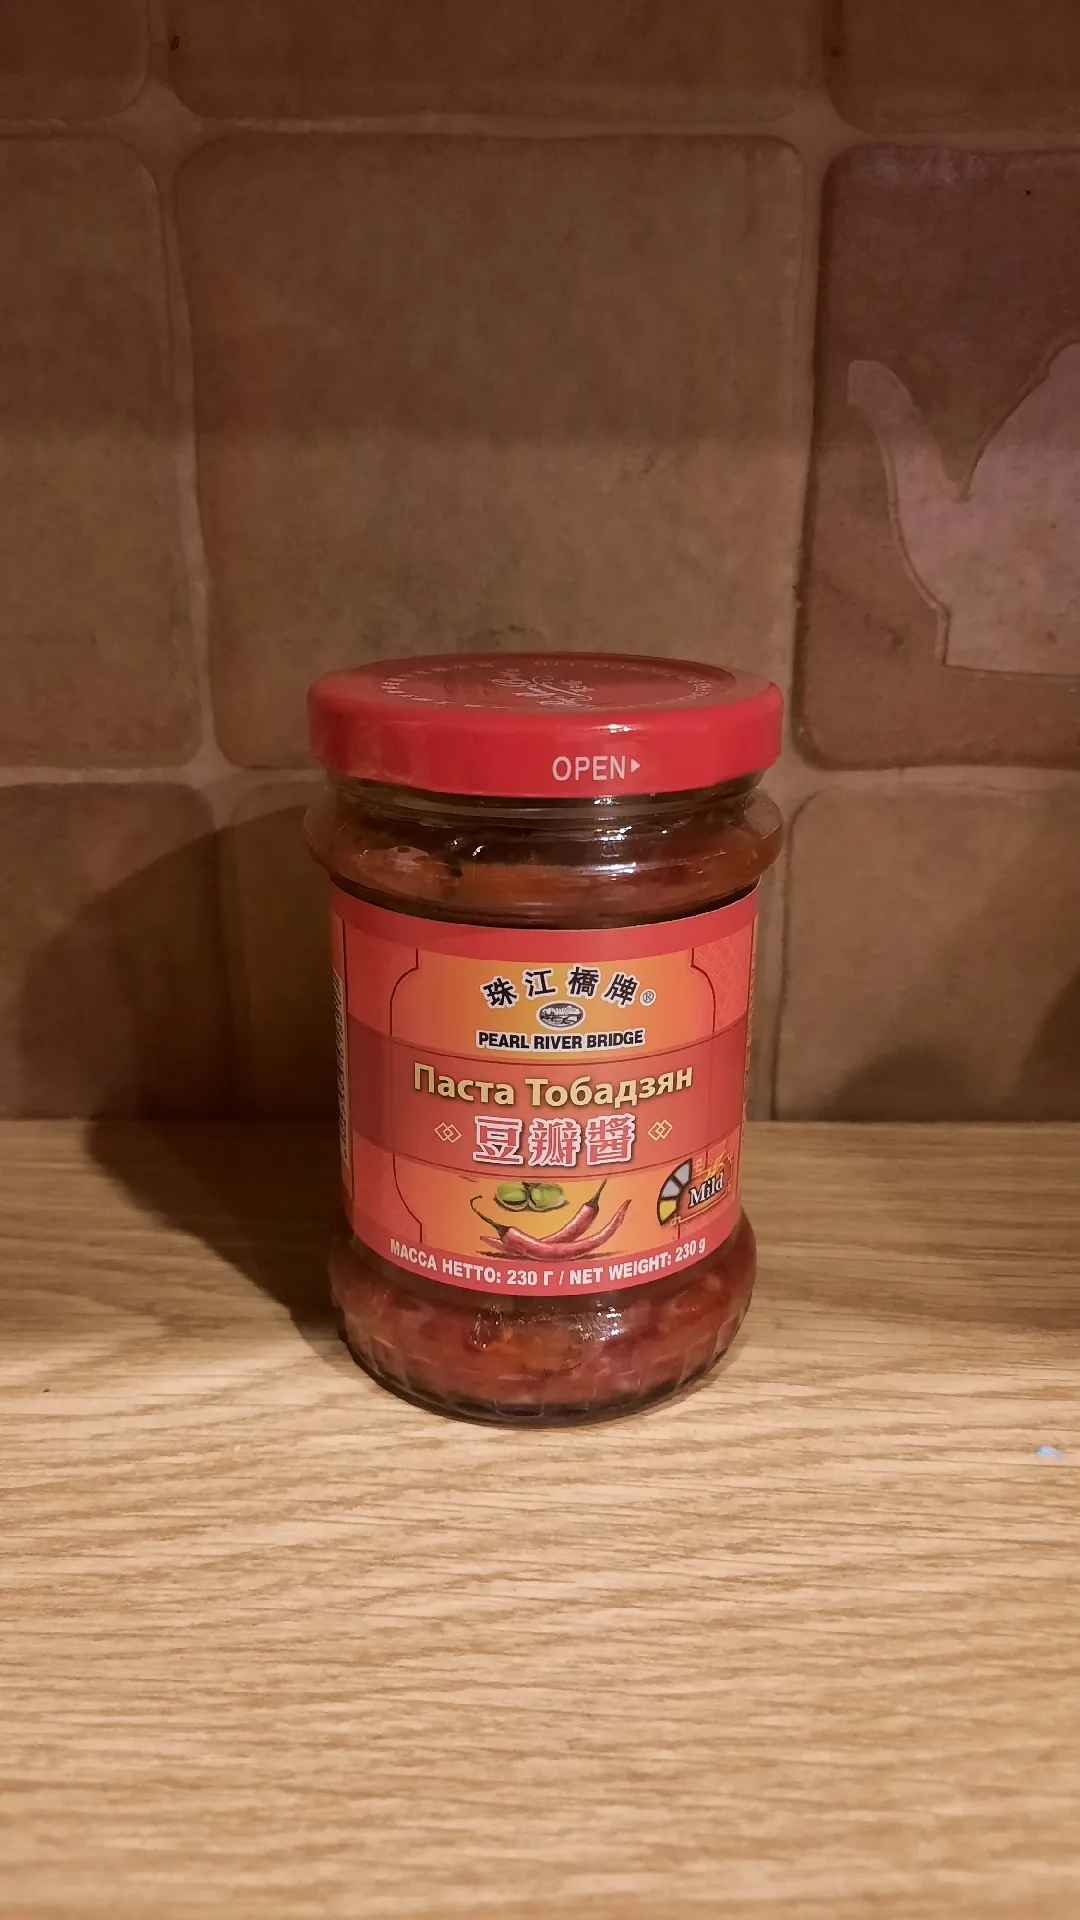 OPEN
珠江橋牌®
PEARL RIVER BRIDGE
Паста Тобадзян
豆瓣醬
Mild
МАССА НЕТТО: 230 Г / NET WEIGHT: 230 g